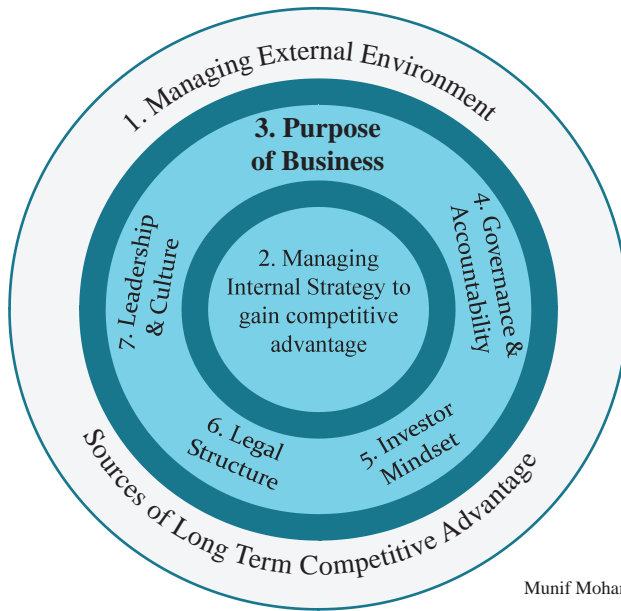 1. Managing External Environment
3. Purpose
of Business
4. Governance &
Accountability
2. Managing
Internal Strategy to
gain competitive
advantage
7. Leadership
& Culture
6. Legal
Structure
5. Investor
Mindset
Sources of Long Term Competitive Advantage
Munif